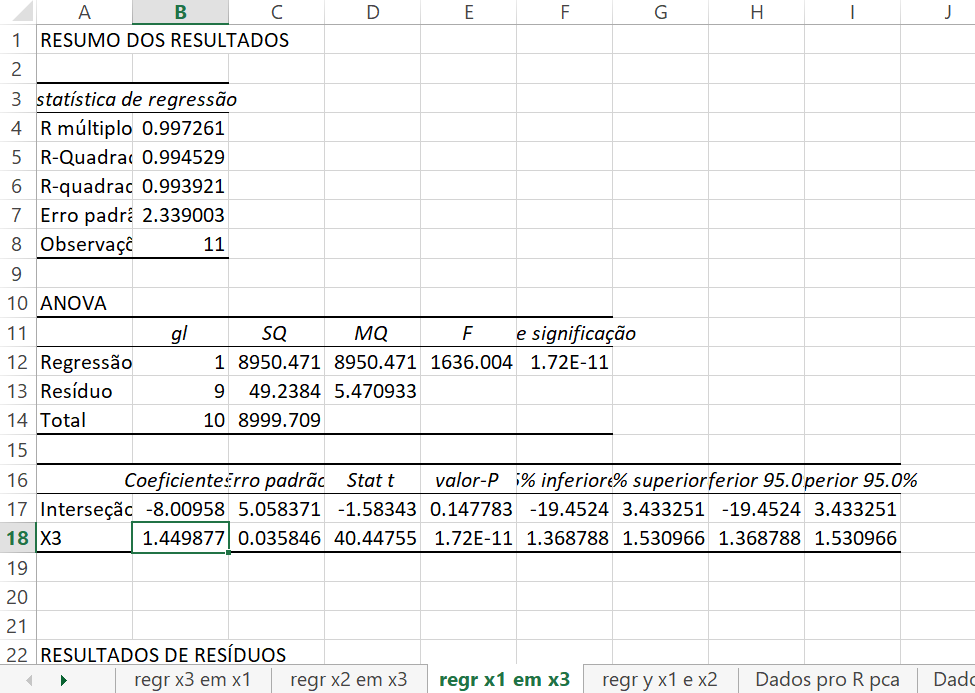 A B C D E F G H I J
1 RESUMO DOS RESULTADOS
2
3 statística de regressão
4 R múltiplo 0.997261
5 R-Quadrad 0.994529
6 R-quadrad 0.993921
7 Erro padrã 2.339003
8 Observaçõ 11
9
10 ANOVA
11 gl SQ MQ F e significação
12 Regressão 1 8950.471 8950.471 1636.004 1.72E-11
13 Resíduo 9 49.2384 5.470933
14 Total 10 8999.709
15
16 Coeficientes Erro padrão Stat t valor-P 5% inferiore % superior ferior 95.0 perior 95.0%
17 Interseção -8.00958 5.058371 -1.58343 0.147783 -19.4524 3.433251 -19.4524 3.433251
18 X3 1.449877 0.035846 40.44755 1.72E-11 1.368788 1.530966 1.368788 1.530966
19
20
21
22 RESULTADOS DE RESÍDUOS
regr x3 em x1 regr x2 em x3 regr x1 em x3 regr y x1 e x2 Dados pro R pca Dado